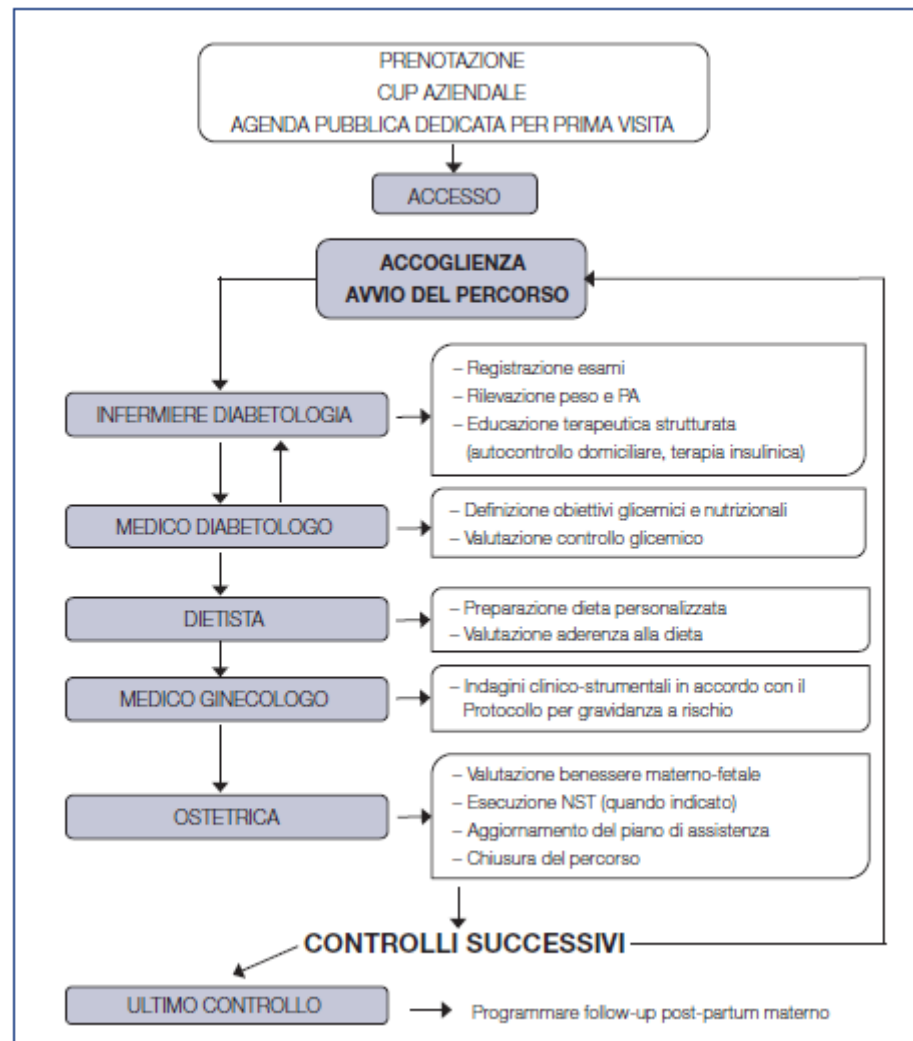 PRENOTAZIONE
CUP AZIENDALE
AGENDA PUBBLICA DEDICATA PER PRIMA VISITA
ACCESSO
ACCOGLIENZA
AVVIO DEL PERCORSO
INFERMIERE DIABETOLOGIA
– Registrazione esami
– Rilevazione peso e PA
– Educazione terapeutica strutturata
(autocontrollo domiciliare, terapia insulinica)
MEDICO DIABETOLOGO
– Definizione obiettivi glicemici e nutrizionali
– Valutazione controllo glicemico
DIETISTA
– Preparazione dieta personalizzata
– Valutazione aderenza alla dieta
MEDICO GINECOLOGO
– Indagini clinico-strumentali in accordo con il
Protocollo per gravidanza a rischio
OSTETRICA
– Valutazione benessere materno-fetale
– Esecuzione NST (quando indicato)
– Aggiornamento del piano di assistenza
– Chiusura del percorso
CONTROLLI SUCCESSIVI
ULTIMO CONTROLLO
Programmare follow-up post-partum materno